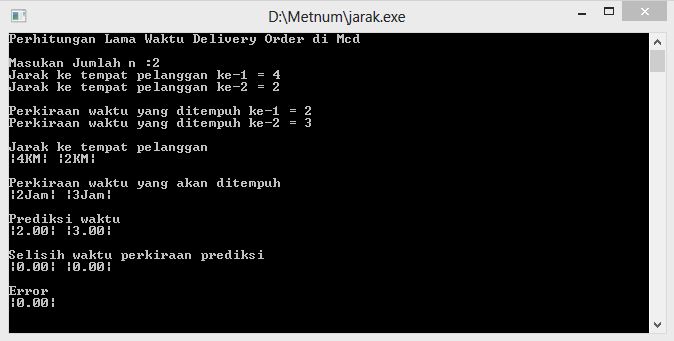 D:\Metnum\jarak.exe
Perhitungan Lama Waktu Delivery Order di Mcd
Masukan Jumlah n :2
Jarak ke tempat pelanggan ke-1 = 4
Jarak ke tempat pelanggan ke-2 = 2
Perkiraan waktu yang ditempuh ke-1 = 2
Perkiraan waktu yang ditempuh ke-2 = 3
Jarak ke tempat pelanggan
¦4KM¦ ¦2KM¦
Perkiraan waktu yang akan ditempuh
¦2Jam¦ ¦3Jam¦
Prediksi waktu
¦2.00¦ ¦3.00¦
Selisih waktu perkiraan prediksi
¦0.00¦ ¦0.00¦
Error
¦0.00¦